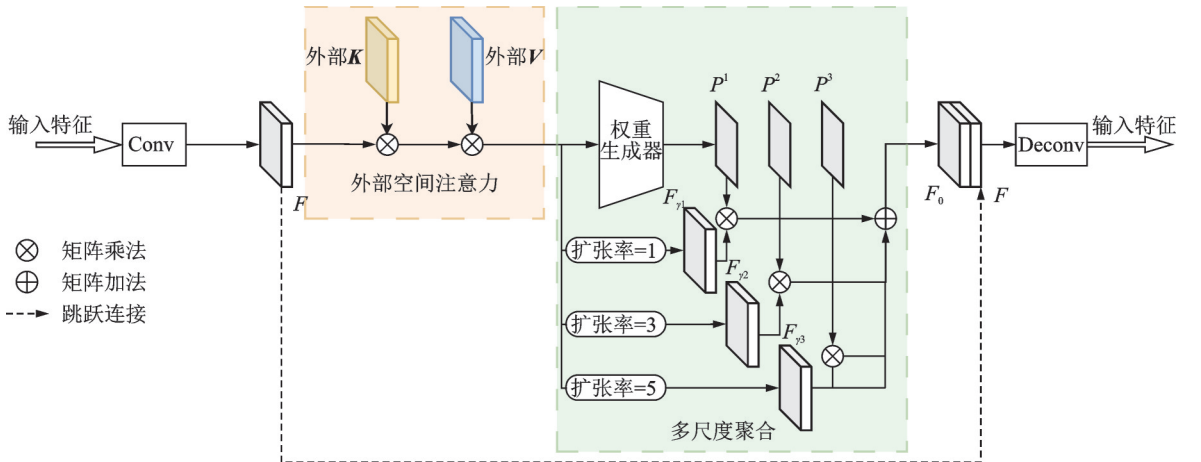 外部K
外部V
外部空间注意力
输入特征
Conv
F
权重
生成器
P¹
P²
P³
Fγ1
扩张率=1
Fγ2
扩张率=3
Fγ3
扩张率=5
多尺度聚合
F₀
F
Deconv
输入特征
矩阵乘法
矩阵加法
跳跃连接